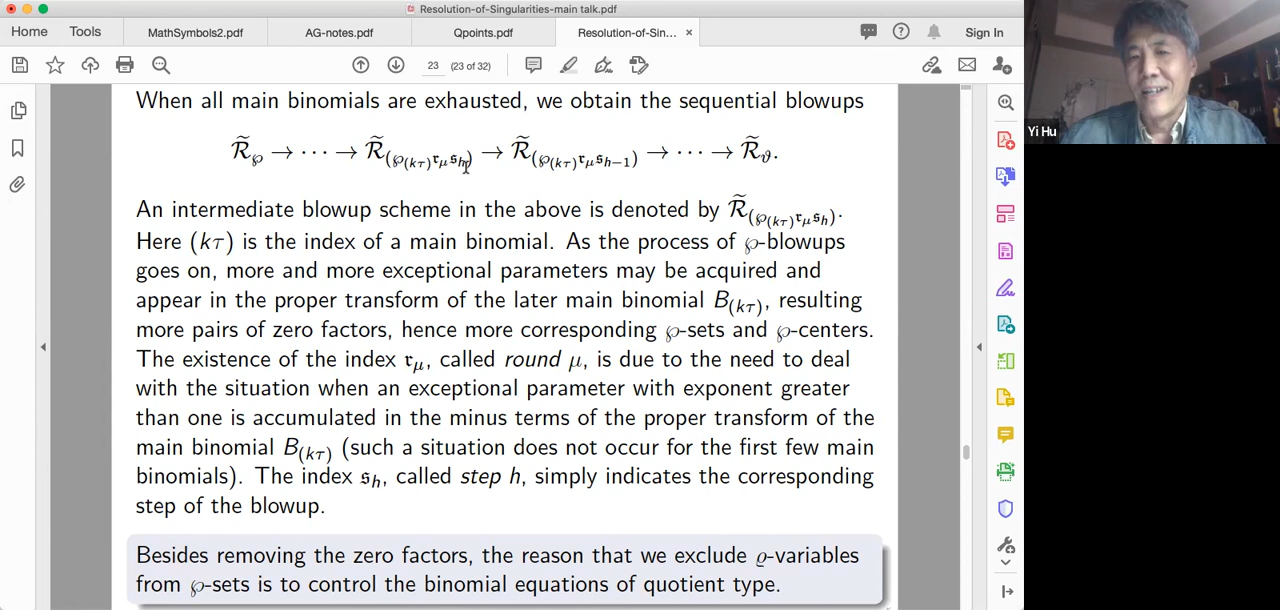 Resolution-of-Singularities-main talk.pdf
Home Tools MathSymbols2.pdf AG-notes.pdf Qpoints.pdf Resolution-of-Sin... × Sign In
23 (23 of 32)
When all main binomials are exhausted, we obtain the sequential blowups
R̃_℘ → ⋯ → R̃_(℘_(kτ)𝔯_μ𝔰_h) → R̃_(℘_(kτ)𝔯_μ𝔰_{h−1}) → ⋯ → R̃_ϑ.
An intermediate blowup scheme in the above is denoted by R̃_(℘_(kτ)𝔯_μ𝔰_h).
Here (kτ) is the index of a main binomial. As the process of ℘-blowups
goes on, more and more exceptional parameters may be acquired and
appear in the proper transform of the later main binomial B_(kτ), resulting
more pairs of zero factors, hence more corresponding ℘-sets and ℘-centers.
The existence of the index 𝔯_μ, called round μ, is due to the need to deal
with the situation when an exceptional parameter with exponent greater
than one is accumulated in the minus terms of the proper transform of the
main binomial B_(kτ) (such a situation does not occur for the first few main
binomials). The index 𝔰_h, called step h, simply indicates the corresponding
step of the blowup.
Besides removing the zero factors, the reason that we exclude ϱ-variables
from ℘-sets is to control the binomial equations of quotient type.
Yi Hu